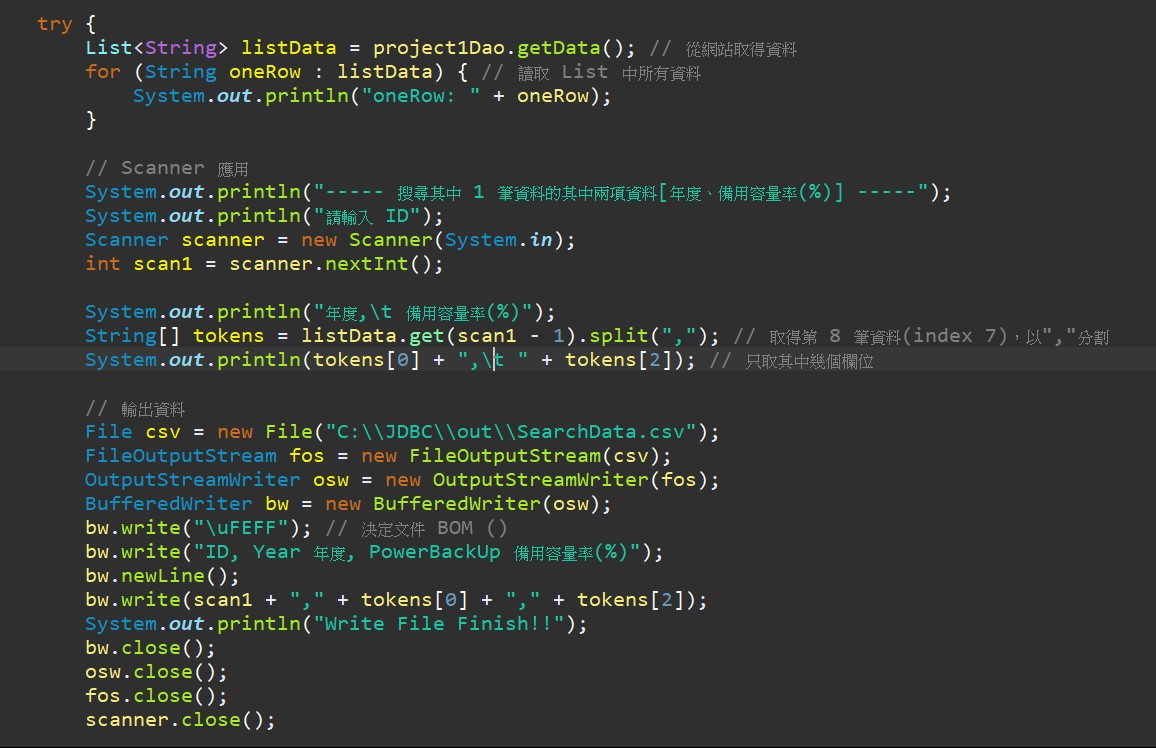 try {
List<String> listData = project1Dao.getData(); // 從網站取得資料
for (String oneRow : listData) { // 讀取 List 中所有資料
System.out.println("oneRow: " + oneRow);
}
// Scanner 應用
System.out.println("----- 搜尋其中 1 筆資料的其中兩項資料[年度、備用容量率(%)] -----");
System.out.println("請輸入 ID");
Scanner scanner = new Scanner(System.in);
int scan1 = scanner.nextInt();
System.out.println("年度,\t 備用容量率(%)");
String[] tokens = listData.get(scan1 - 1).split(","); // 取得第 8 筆資料(index 7)，以","分割
System.out.println(tokens[0] + ",\t " + tokens[2]); // 只取其中幾個欄位
// 輸出資料
File csv = new File("C:\\JDBC\\out\\SearchData.csv");
FileOutputStream fos = new FileOutputStream(csv);
OutputStreamWriter osw = new OutputStreamWriter(fos);
BufferedWriter bw = new BufferedWriter(osw);
bw.write("\uFEFF"); // 決定文件 BOM ()
bw.write("ID, Year 年度, PowerBackUp 備用容量率(%)");
bw.newLine();
bw.write(scan1 + "," + tokens[0] + "," + tokens[2]);
System.out.println("Write File Finish!!");
bw.close();
osw.close();
fos.close();
scanner.close();